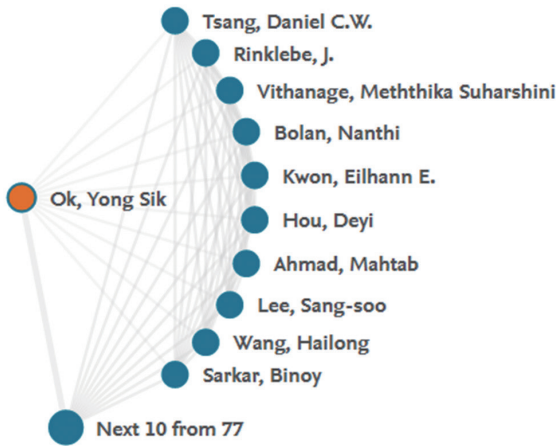 Tsang, Daniel C.W.
Rinklebe, J.
Vithanage, Meththika Suharshini
Bolan, Nanthi
Kwon, Eilhann E.
Ok, Yong Sik
Hou, Deyi
Ahmad, Mahtab
Lee, Sang-soo
Wang, Hailong
Sarkar, Binoy
Next 10 from 77